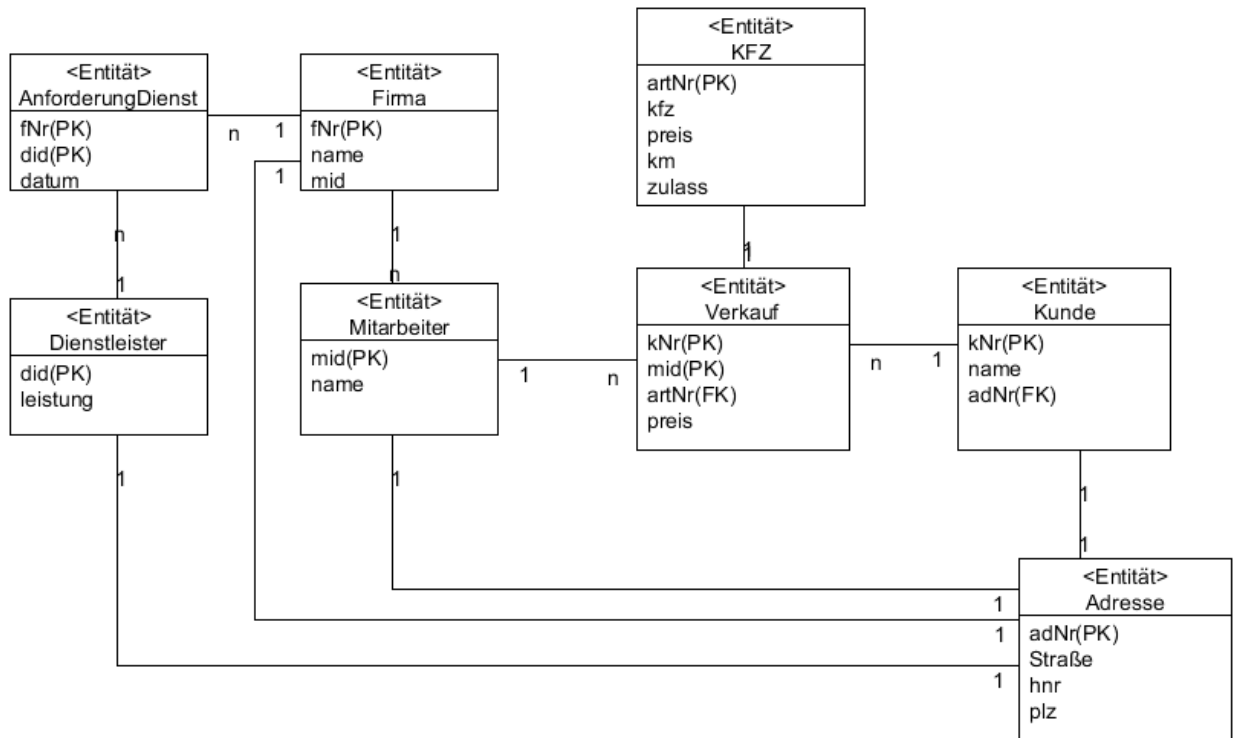 <Entität>
KFZ
artNr(PK)
kfz
preis
km
zulass
<Entität>
AnforderungDienst
fNr(PK)
did(PK)
datum
<Entität>
Firma
fNr(PK)
name
mid
n
1
1
n
1
1
n
1
1
<Entität>
Dienstleister
did(PK)
leistung
<Entität>
Mitarbeiter
mid(PK)
name
1
n
<Entität>
Verkauf
kNr(PK)
mid(PK)
artNr(FK)
preis
n
1
<Entität>
Kunde
kNr(PK)
name
adNr(FK)
1
1
1
1
<Entität>
Adresse
adNr(PK)
Straße
hnr
plz
1
1
1